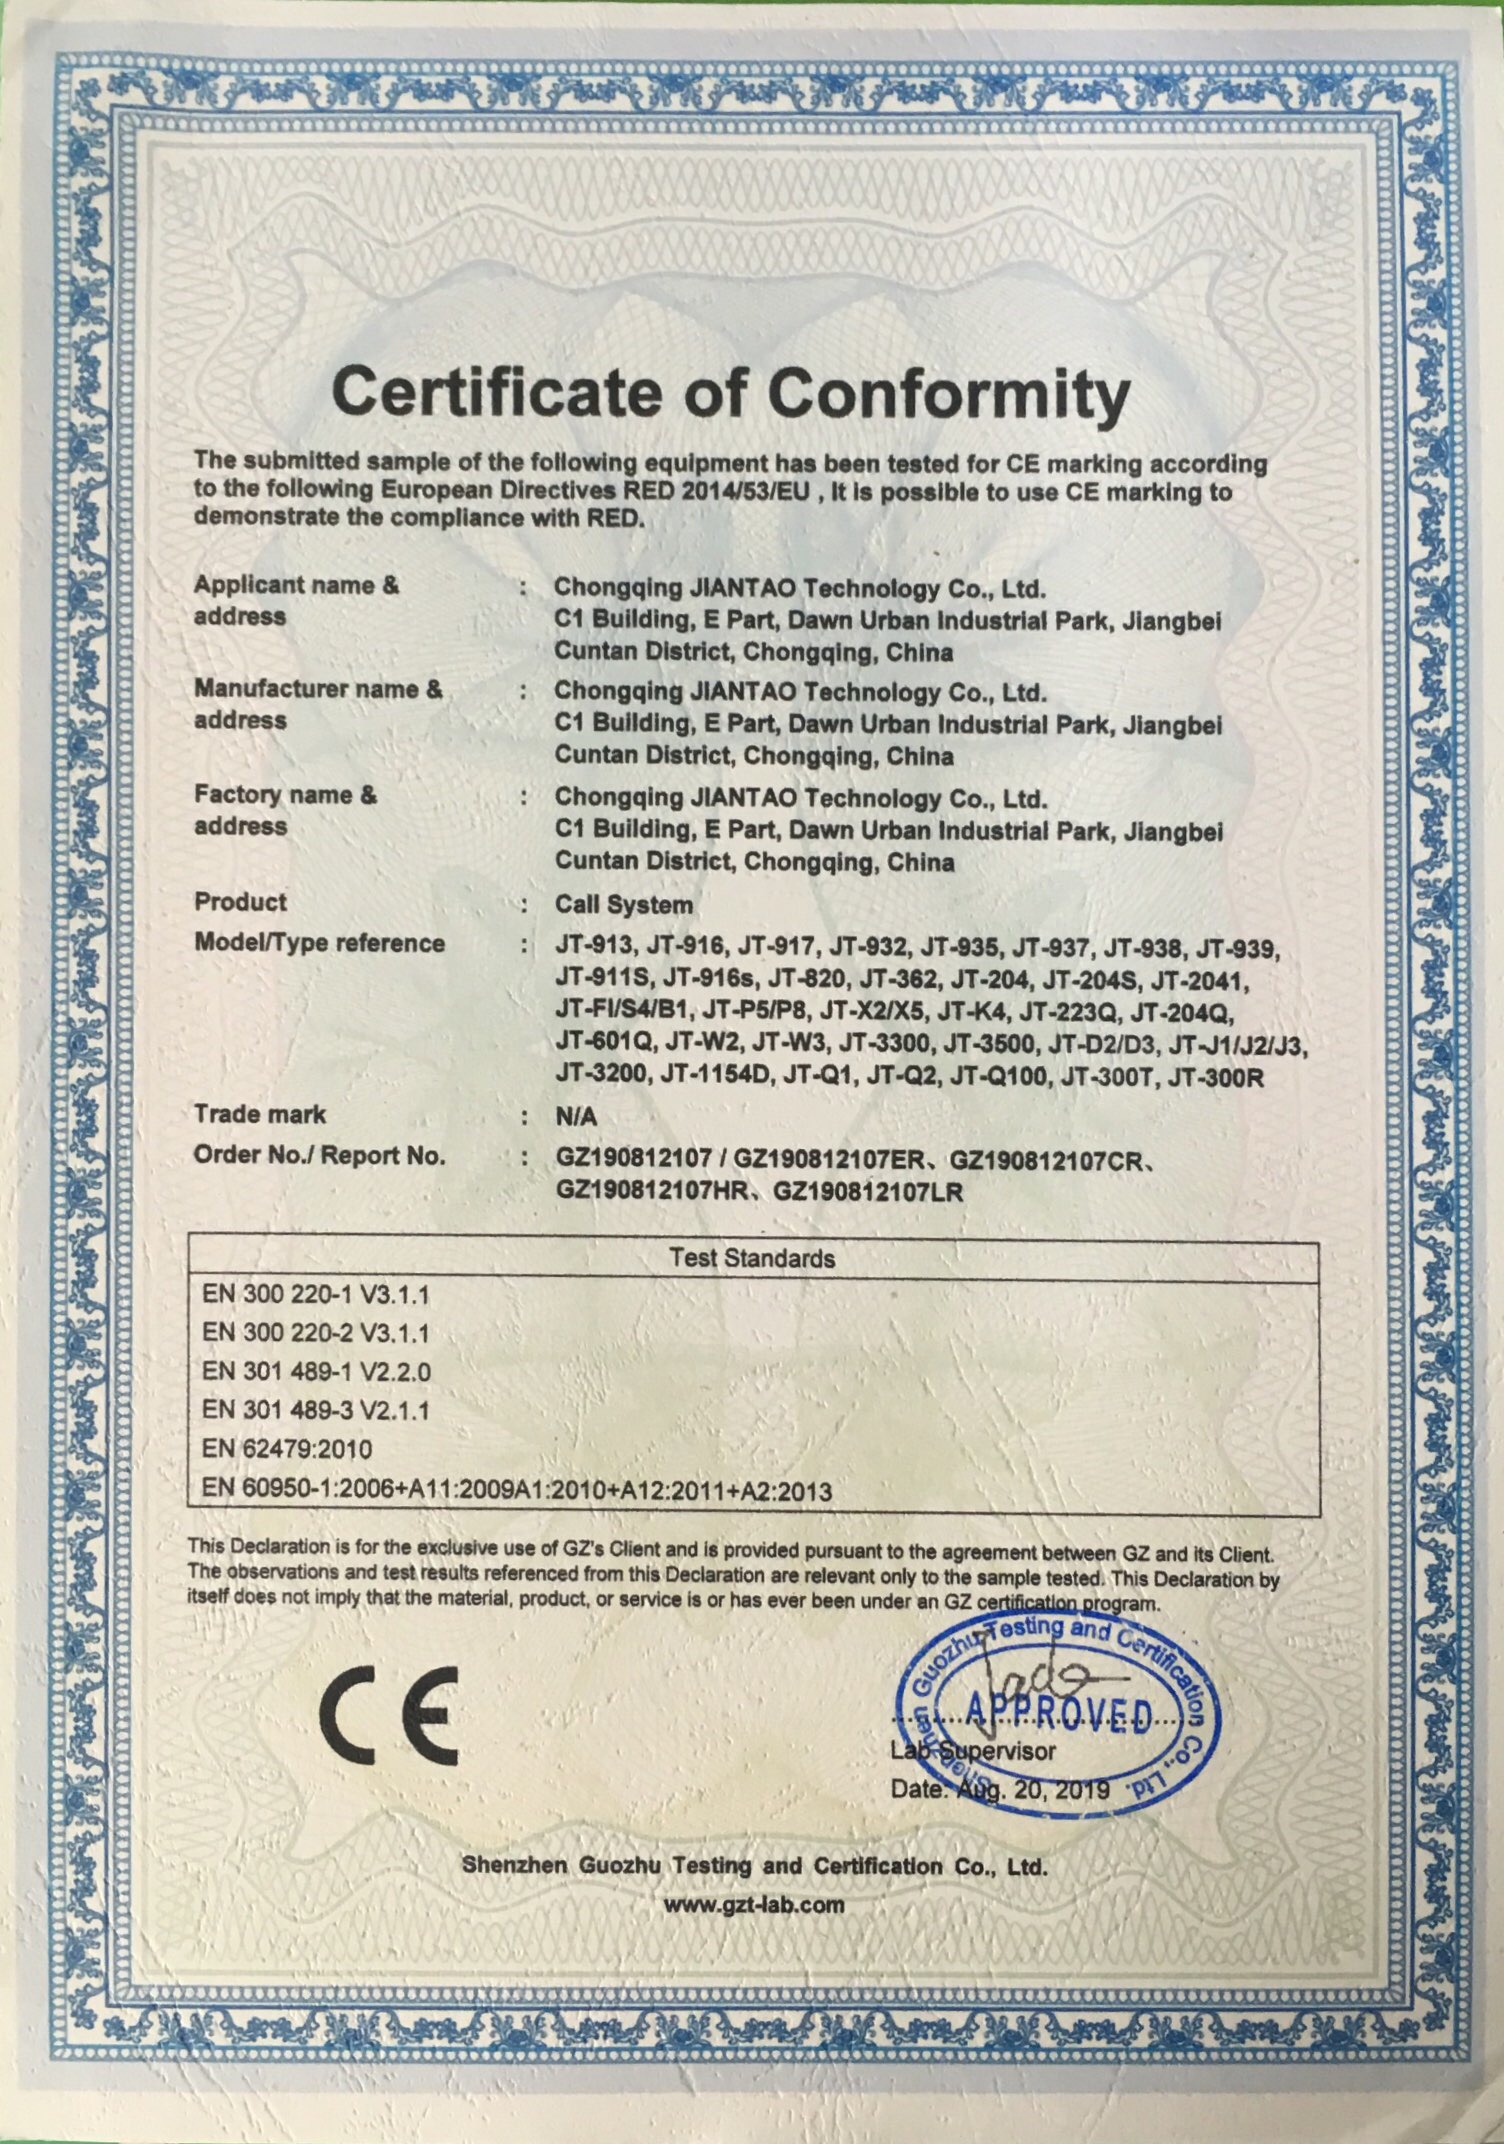 Certificate of Conformity
The submitted sample of the following equipment has been tested for CE marking according
to the following European Directives RED 2014/53/EU , It is possible to use CE marking to
demonstrate the compliance with RED.
Applicant name & : Chongqing JIANTAO Technology Co., Ltd.
address C1 Building, E Part, Dawn Urban Industrial Park, Jiangbei
Cuntan District, Chongqing, China
Manufacturer name & : Chongqing JIANTAO Technology Co., Ltd.
address C1 Building, E Part, Dawn Urban Industrial Park, Jiangbei
Cuntan District, Chongqing, China
Factory name & : Chongqing JIANTAO Technology Co., Ltd.
address C1 Building, E Part, Dawn Urban Industrial Park, Jiangbei
Cuntan District, Chongqing, China
Product : Call System
Model/Type reference : JT-913, JT-916, JT-917, JT-932, JT-935, JT-937, JT-938, JT-939,
JT-911S, JT-916s, JT-820, JT-362, JT-204, JT-204S, JT-2041,
JT-FI/S4/B1, JT-P5/P8, JT-X2/X5, JT-K4, JT-223Q, JT-204Q,
JT-601Q, JT-W2, JT-W3, JT-3300, JT-3500, JT-D2/D3, JT-J1/J2/J3,
JT-3200, JT-1154D, JT-Q1, JT-Q2, JT-Q100, JT-300T, JT-300R
Trade mark : N/A
Order No./ Report No. : GZ190812107 / GZ190812107ER、GZ190812107CR、
GZ190812107HR、GZ190812107LR
Test Standards
EN 300 220-1 V3.1.1
EN 300 220-2 V3.1.1
EN 301 489-1 V2.2.0
EN 301 489-3 V2.1.1
EN 62479:2010
EN 60950-1:2006+A11:2009A1:2010+A12:2011+A2:2013
This Declaration is for the exclusive use of GZ's Client and is provided pursuant to the agreement between GZ and its Client.
The observations and test results referenced from this Declaration are relevant only to the sample tested. This Declaration by
itself does not imply that the material, product, or service is or has ever been under an GZ certification program.
CE
Shenzhen Guozhu Testing and Certification Co., Ltd.
Jade
APPROVED
Lab Supervisor
Date: Aug. 20, 2019
Shenzhen Guozhu Testing and Certification Co., Ltd.
www.gzt-lab.com